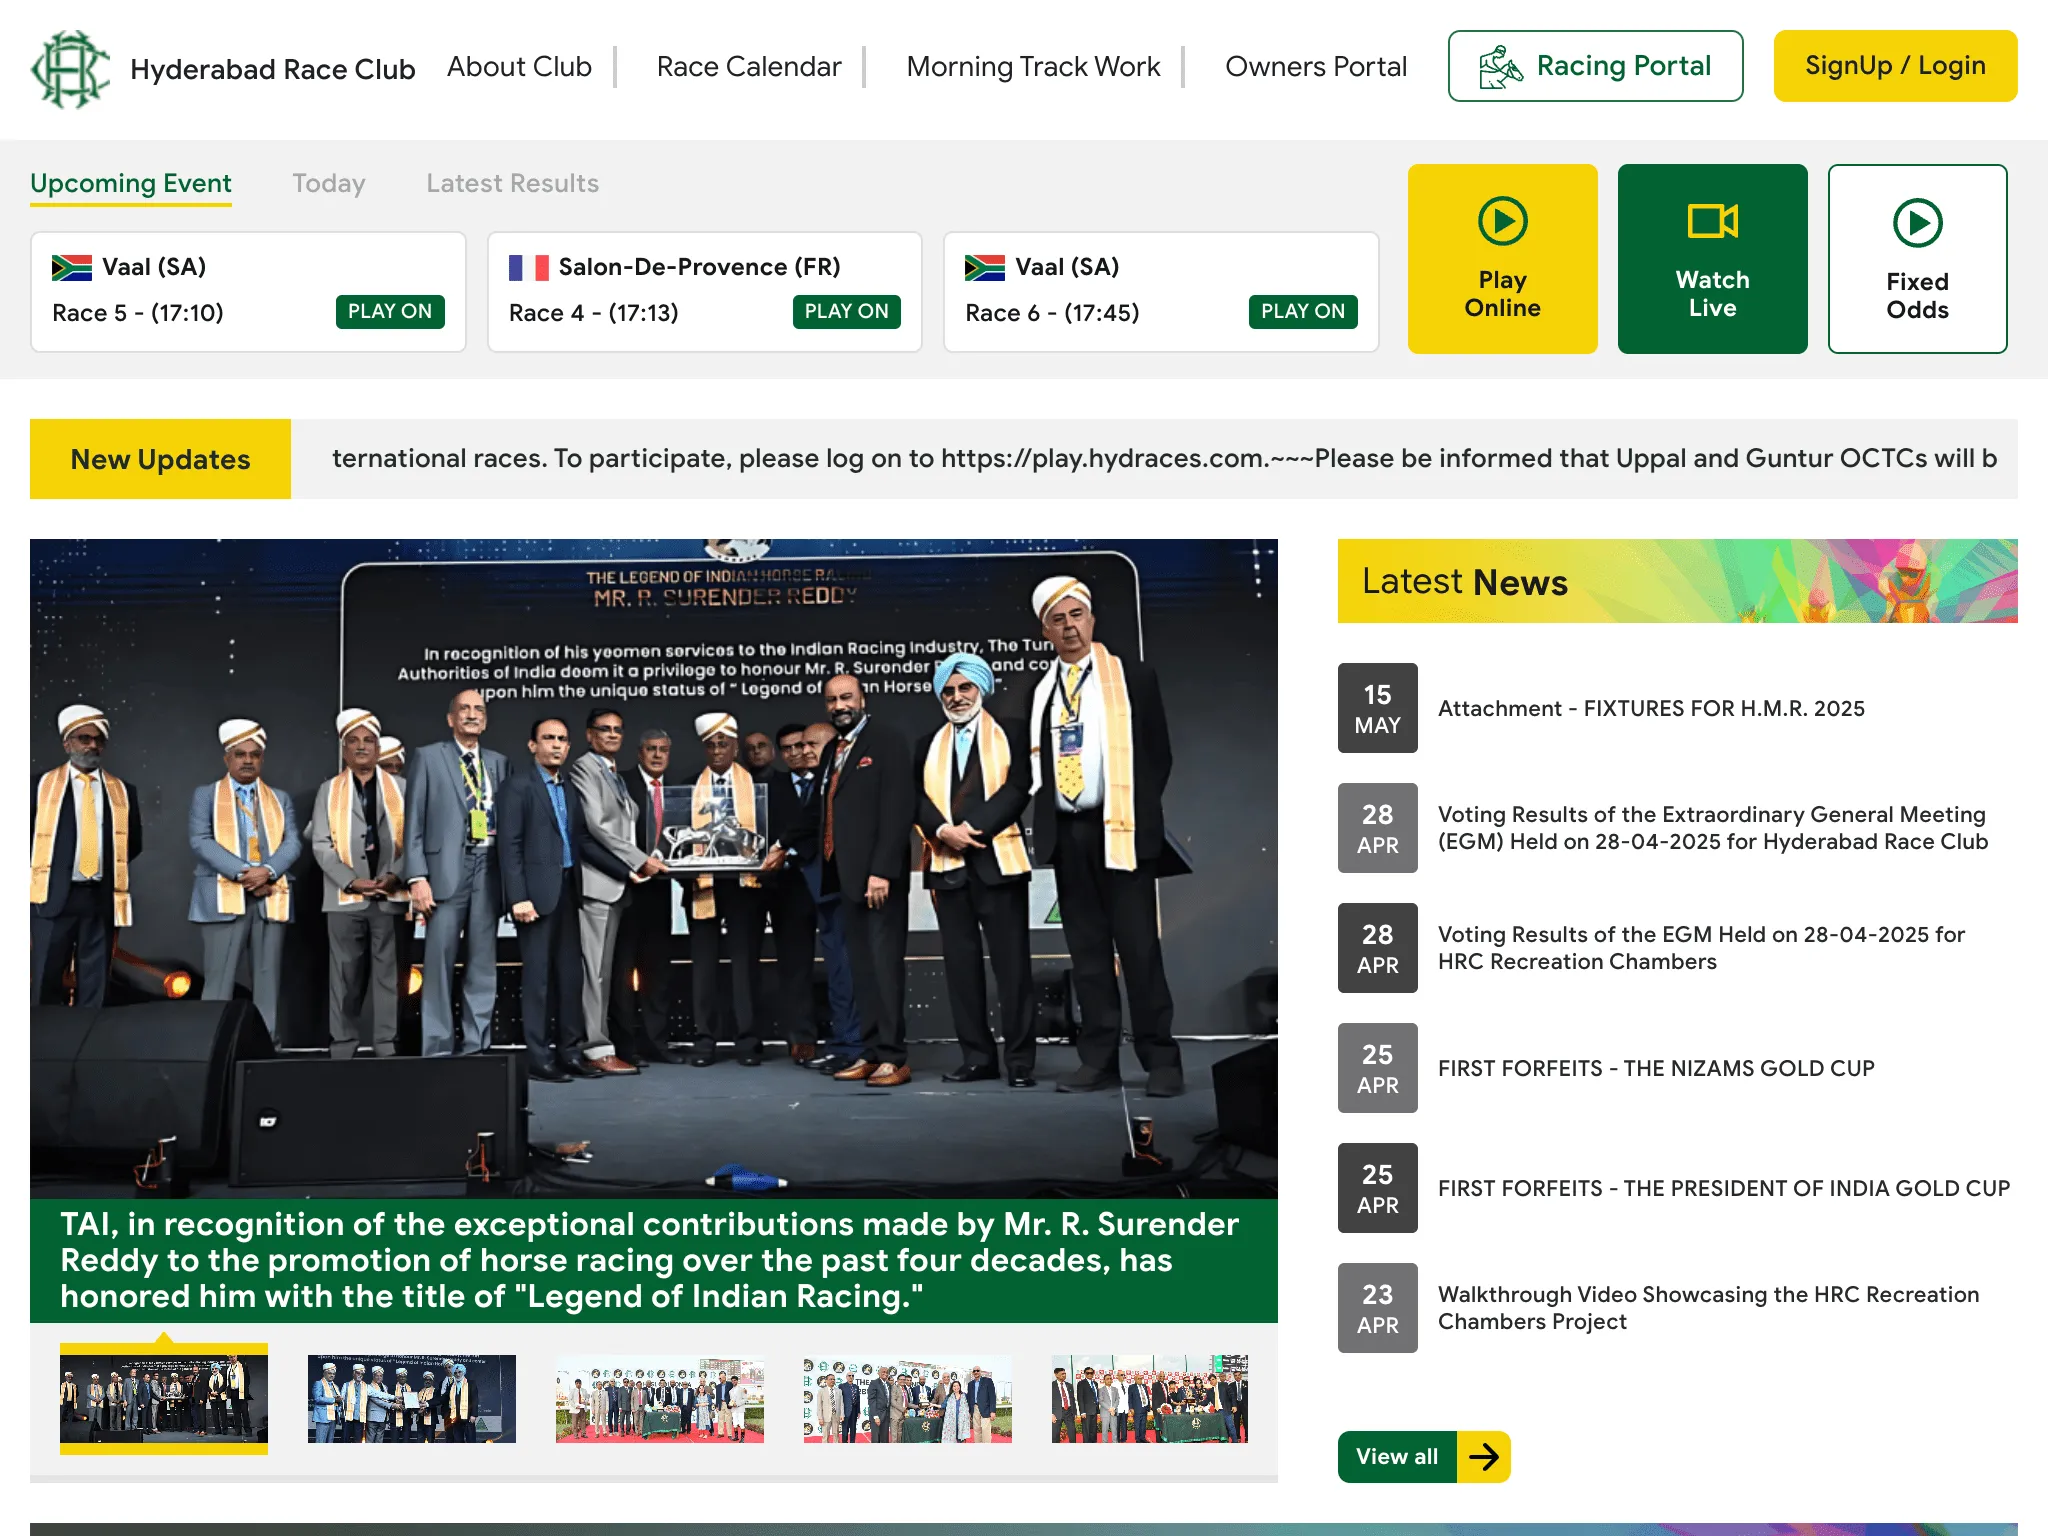 Hyderabad Race Club
About Club
Race Calendar
Morning Track Work
Owners Portal
Racing Portal
SignUp / Login
Upcoming Event
Today
Latest Results
Vaal (SA)
Race 5 - (17:10)
PLAY ON
Salon-De-Provence (FR)
Race 4 - (17:13)
PLAY ON
Vaal (SA)
Race 6 - (17:45)
PLAY ON
Play
Online
Watch
Live
Fixed
Odds
New Updates
ternational races. To participate, please log on to https://play.hydraces.com.~~~Please be informed that Uppal and Guntur OCTCs will b
THE LEGEND OF INDIAN HORSE RA
MR. R. SURENDER REDDY
In recognition of his yeomen services to the Indian Racing Industry, The Tur
Authorities of India deem it a privilege to honour Mr. R. Surender and co
upon him the unique status of "Legend of an Horse ".
TAI, in recognition of the exceptional contributions made by Mr. R. Surender
Reddy to the promotion of horse racing over the past four decades, has
honored him with the title of "Legend of Indian Racing."
Latest News
15
MAY
Attachment - FIXTURES FOR H.M.R. 2025
28
APR
Voting Results of the Extraordinary General Meeting
(EGM) Held on 28-04-2025 for Hyderabad Race Club
28
APR
Voting Results of the EGM Held on 28-04-2025 for
HRC Recreation Chambers
25
APR
FIRST FORFEITS - THE NIZAMS GOLD CUP
25
APR
FIRST FORFEITS - THE PRESIDENT OF INDIA GOLD CUP
23
APR
Walkthrough Video Showcasing the HRC Recreation
Chambers Project
View all